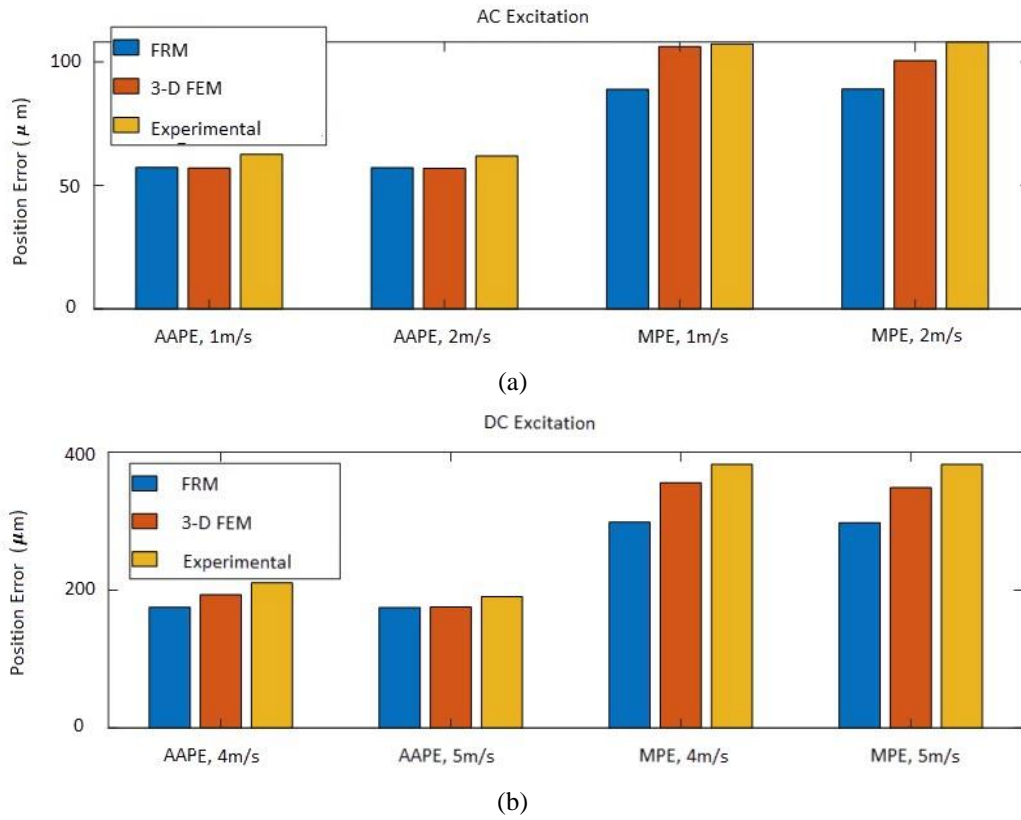 AC Excitation
100
50
0
Position Error (μ m)
FRM
3-D FEM
Experimental
AAPE, 1m/s
AAPE, 2m/s
MPE, 1m/s
MPE, 2m/s
(a)
DC Excitation
400
200
0
Position Error (μm)
FRM
3-D FEM
Experimental
AAPE, 4m/s
AAPE, 5m/s
MPE, 4m/s
MPE, 5m/s
(b)